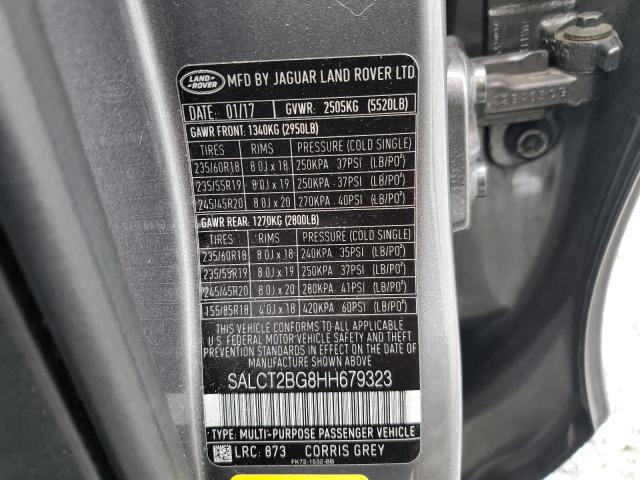 LAND-ROVER
MFD BY JAGUAR LAND ROVER LTD
DATE: 01/17 GVWR: 2505KG (5520LB)
GAWR FRONT: 1340KG (2950LB)
TIRES RIMS PRESSURE (COLD SINGLE)
235/60R18 8.0J x 18 250KPA 37PSI (LB/PO²)
235/55R19 8.0J x 19 250KPA 37PSI (LB/PO²)
245/45R20 8.0J x 20 270KPA 40PSI (LB/PO²)
GAWR REAR: 1270KG (2800LB)
TIRES RIMS PRESSURE (COLD SINGLE)
235/60R18 8.0J x 18 240KPA 35PSI (LB/PO²)
235/55R19 8.0J x 19 250KPA 37PSI (LB/PO²)
245/45R20 8.0J x 20 280KPA 41PSI (LB/PO²)
155/85R18 4.0J x 18 420KPA 60PSI (LB/PO²)
THIS VEHICLE CONFORMS TO ALL APPLICABLE
U.S FEDERAL MOTOR VEHICLE SAFETY AND THEFT
PREVENTION STANDARDS IN EFFECT ON THE DATE
OF MANUFACTURE SHOWN ABOVE.
SALCT2BG8HH679323
TYPE: MULTI-PURPOSE PASSENGER VEHICLE
LRC: 873 CORRIS GREY
FK72-1532-BB